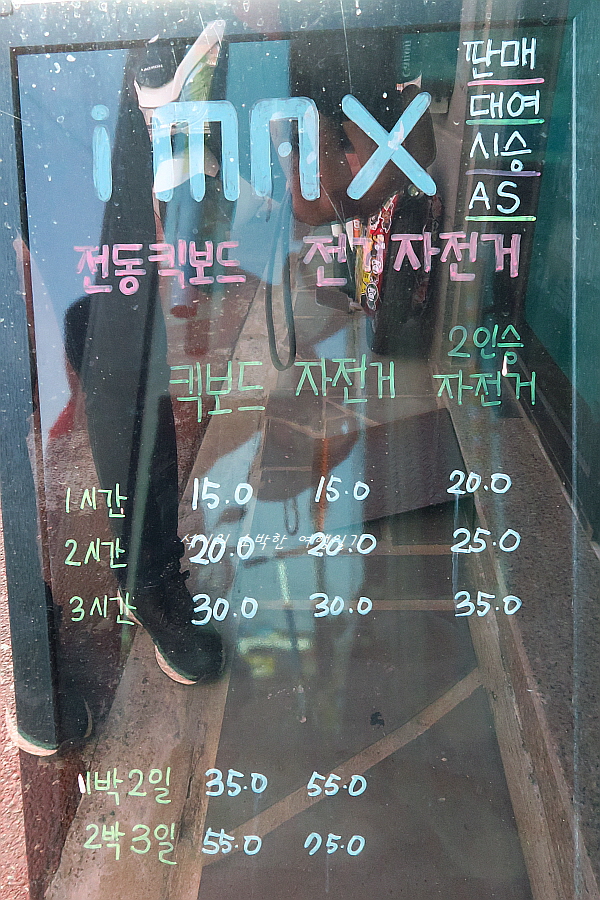 imax
판매
대여
시승
AS
전동킥보드 전기자전거
킥보드 자전거 2인승 자전거
1시간 15.0 15.0 20.0
2시간 20.0 20.0 25.0
3시간 30.0 30.0 35.0
1박2일 35.0 55.0
2박3일 55.0 75.0